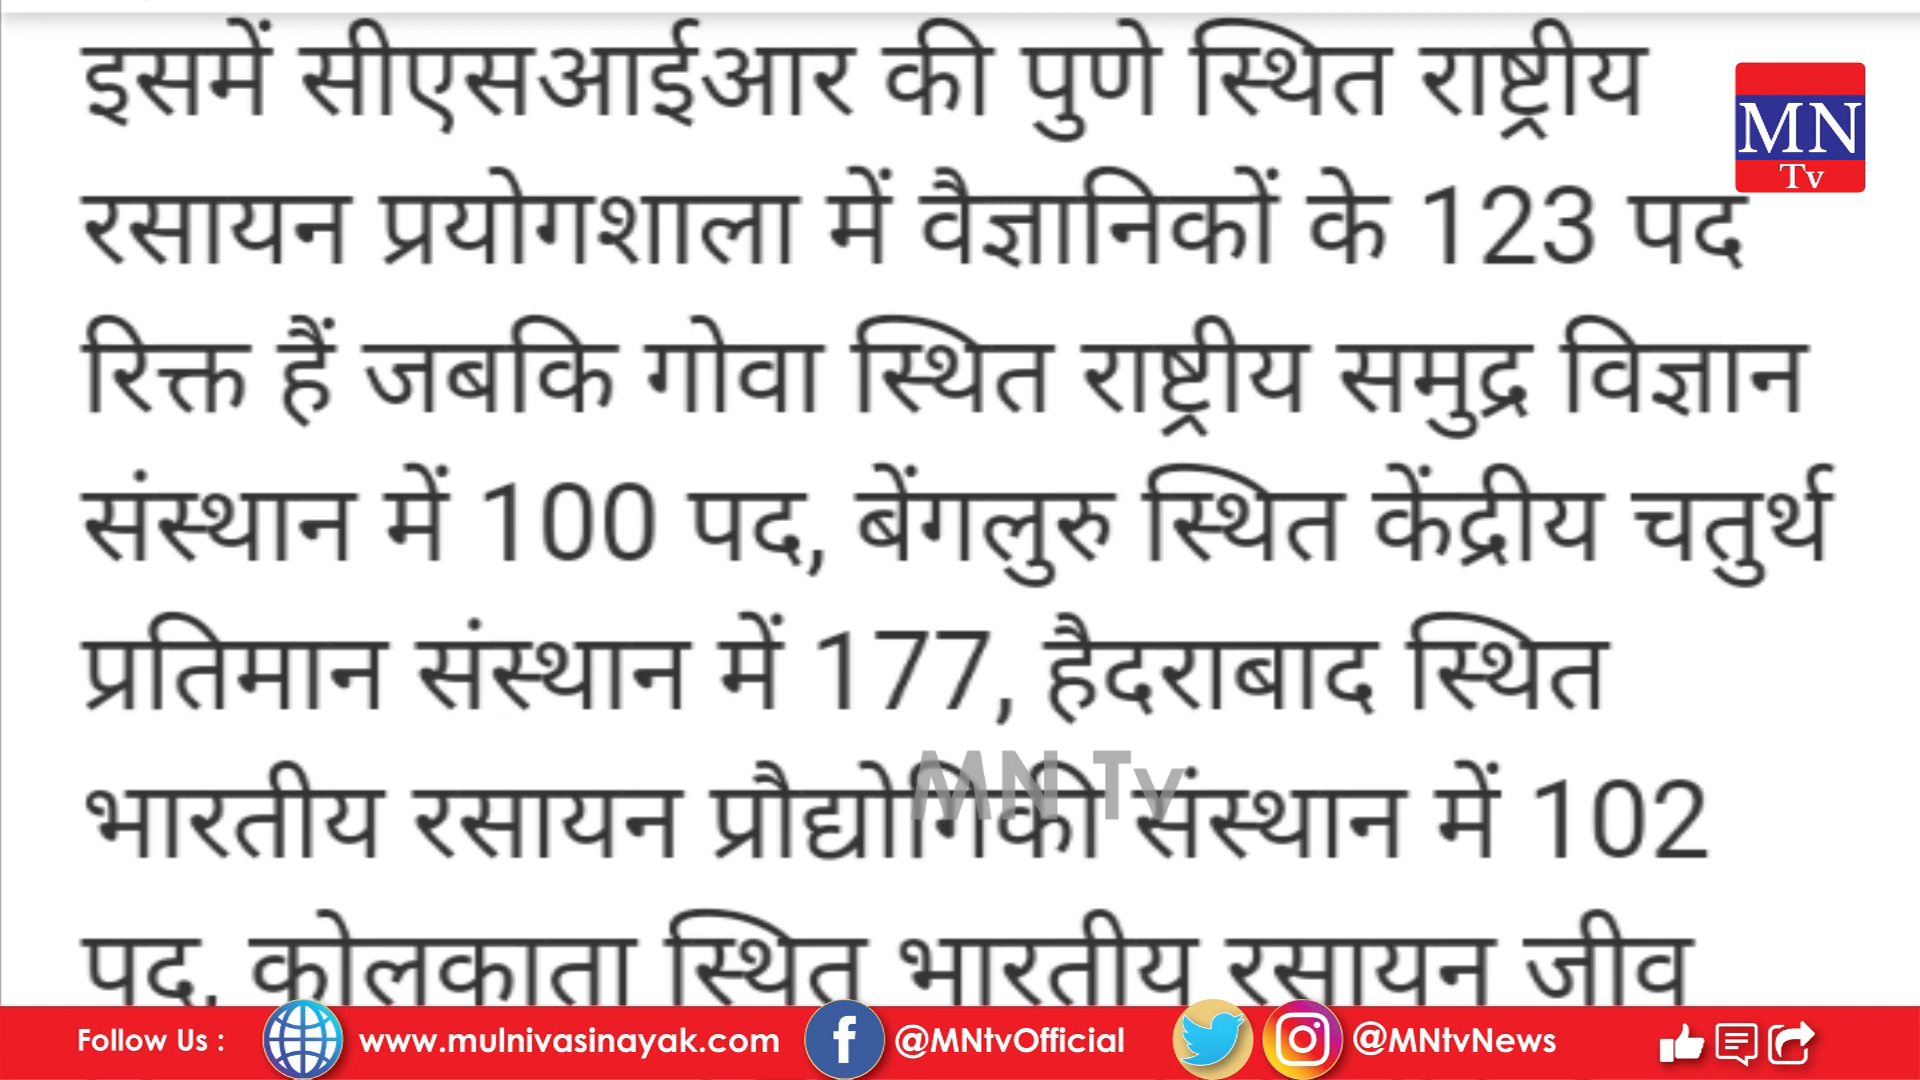 इसमें सीएसआईआर की पुणे स्थित राष्ट्रीय
MN
Tv
रसायन प्रयोगशाला में वैज्ञानिकों के 123 पद
रिक्त हैं जबकि गोवा स्थित राष्ट्रीय समुद्र विज्ञान
संस्थान में 100 पद, बेंगलुरु स्थित केंद्रीय चतुर्थ
प्रतिमान संस्थान में 177, हैदराबाद स्थित
MN Tv
भारतीय रसायन प्रौद्योगिकी संस्थान में 102
पद, कोलकाता स्थित भारतीय रसायन जीव
Follow Us : www.mulnivasinayak.com @MNtvOfficial @MNtvNews